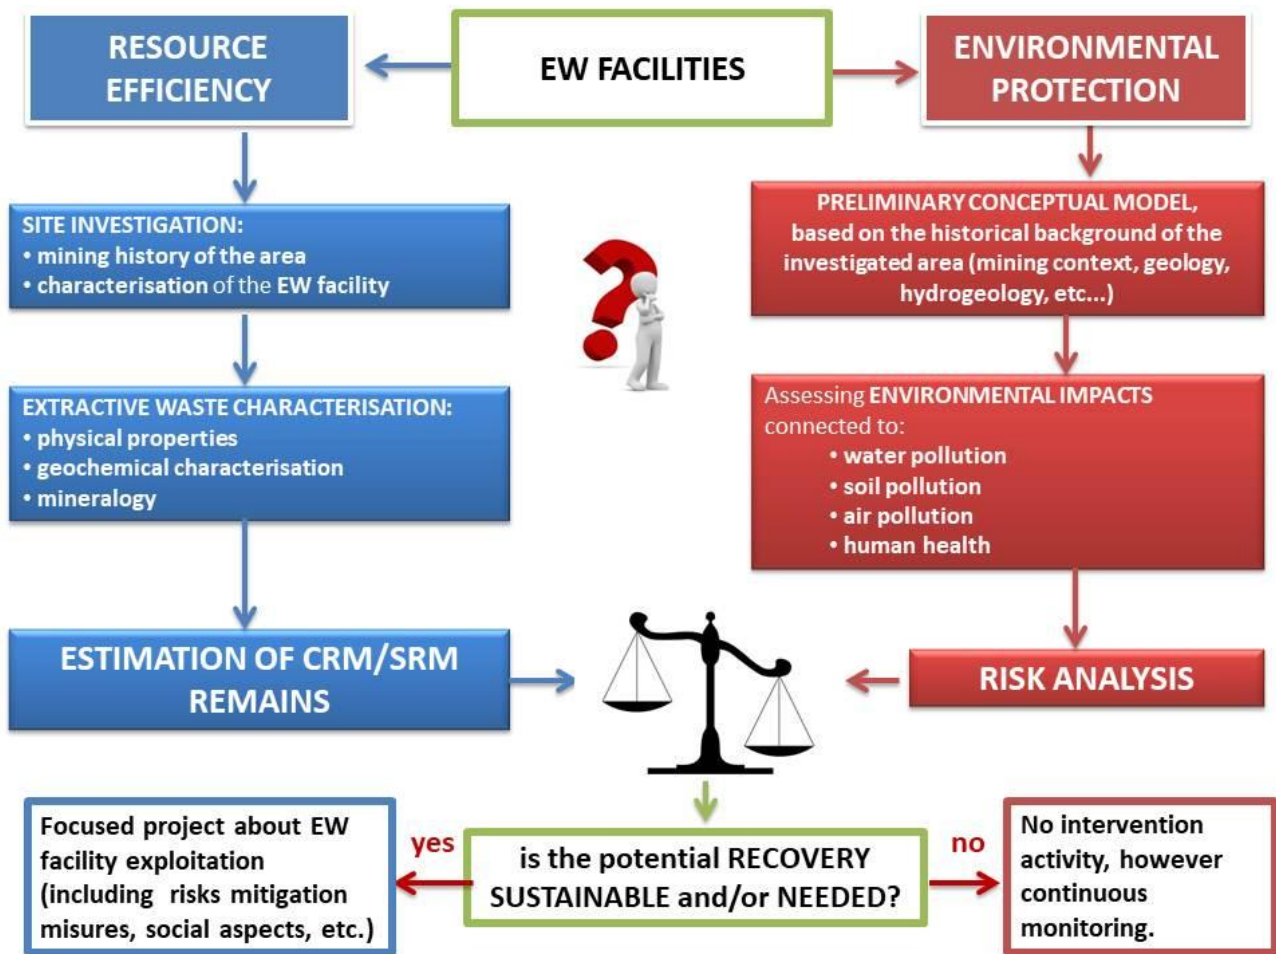 RESOURCE
EFFICIENCY
EW FACILITIES
ENVIRONMENTAL
PROTECTION
SITE INVESTIGATION:
• mining history of the area
• characterisation of the EW facility
PRELIMINARY CONCEPTUAL MODEL,
based on the historical background of the
investigated area (mining context, geology,
hydrogeology, etc...)
EXTRACTIVE WASTE CHARACTERISATION:
• physical properties
• geochemical characterisation
• mineralogy
Assessing ENVIRONMENTAL IMPACTS
connected to:
• water pollution
• soil pollution
• air pollution
• human health
ESTIMATION OF CRM/SRM
REMAINS
RISK ANALYSIS
Focused project about EW
facility exploitation
(including risks mitigation
misures, social aspects, etc.)
yes
is the potential RECOVERY
SUSTAINABLE and/or NEEDED?
no
No intervention
activity, however
continuous
monitoring.